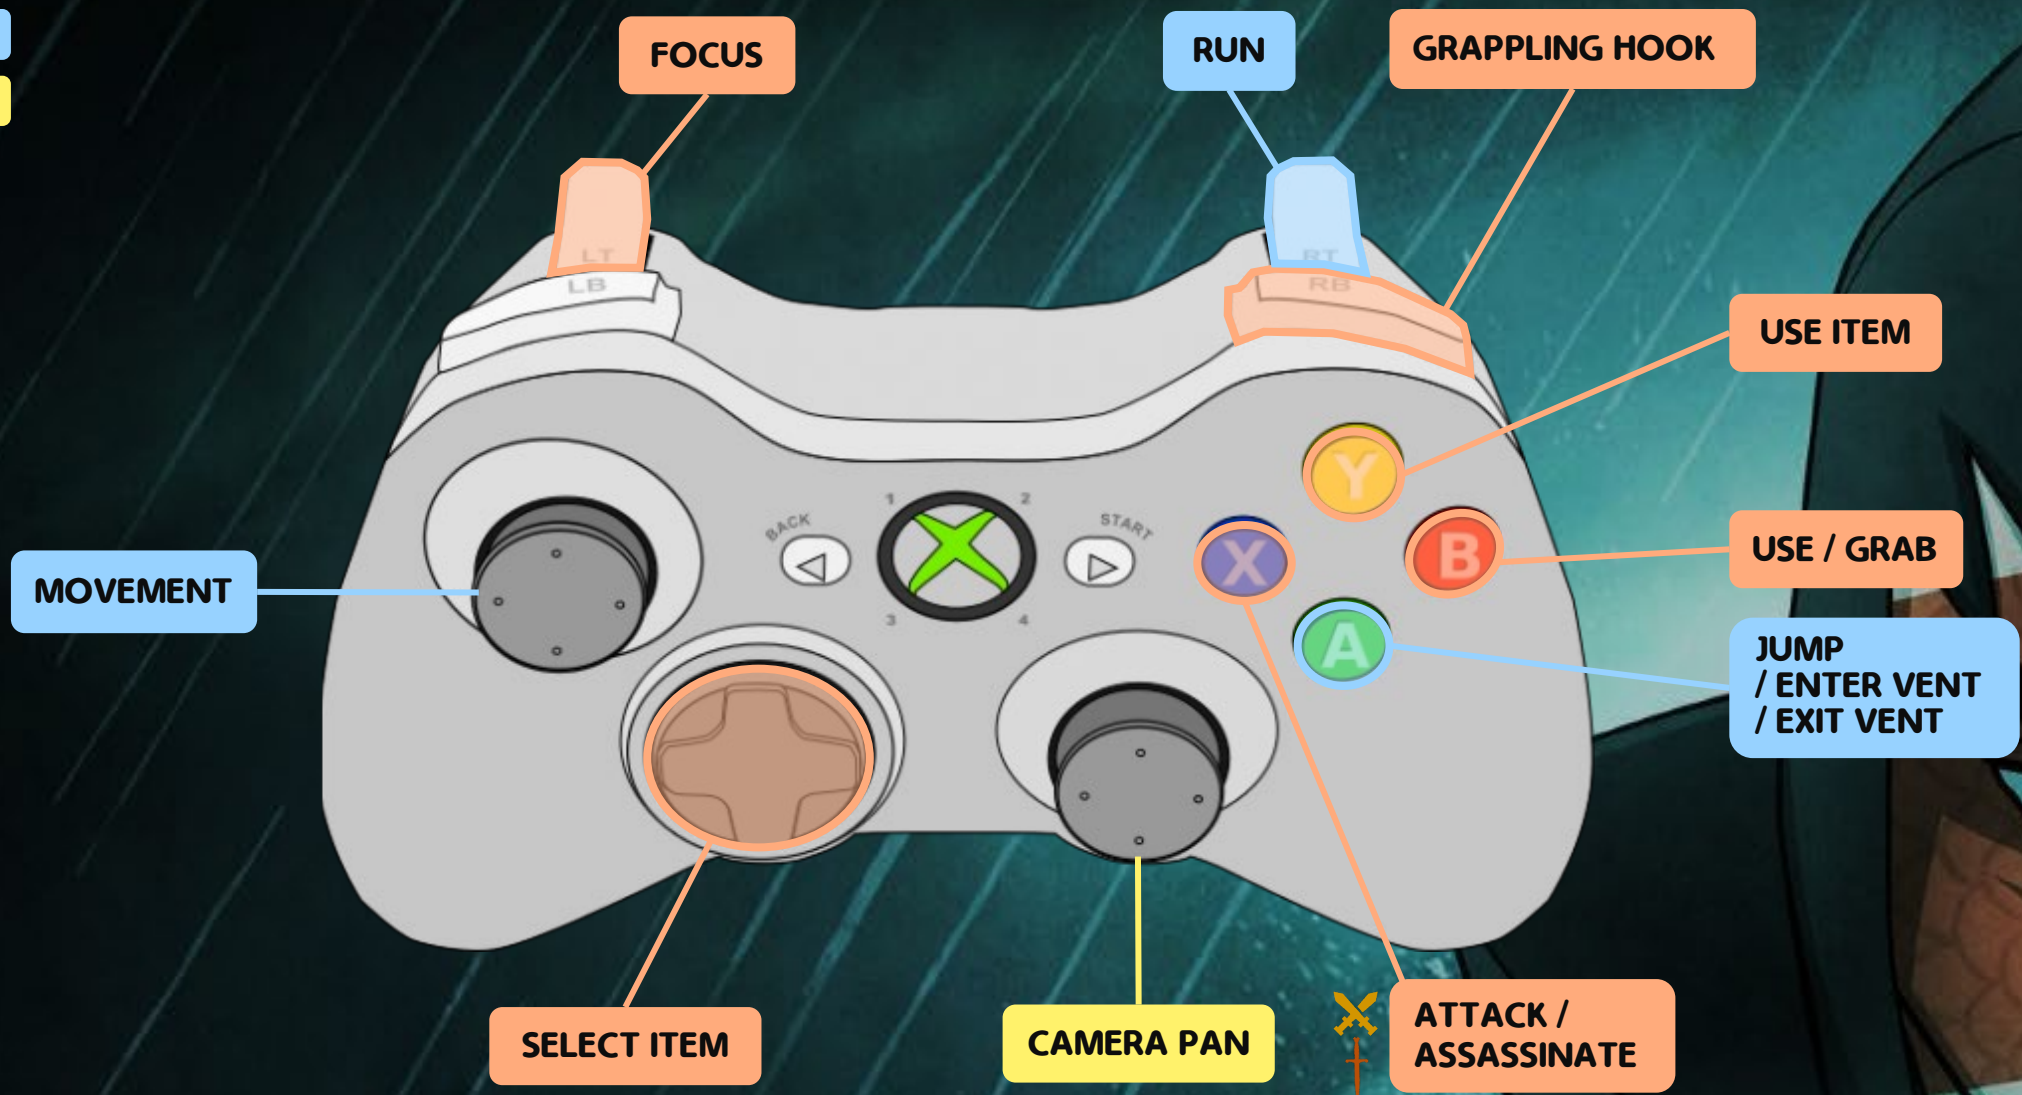 FOCUS
RUN
GRAPPLING HOOK
LT
RT
LB
RB
USE ITEM
Y
1 2
BACK
START
X
B
USE / GRAB
MOVEMENT
3 4
A
JUMP
/ ENTER VENT
/ EXIT VENT
SELECT ITEM
CAMERA PAN
ATTACK /
ASSASSINATE